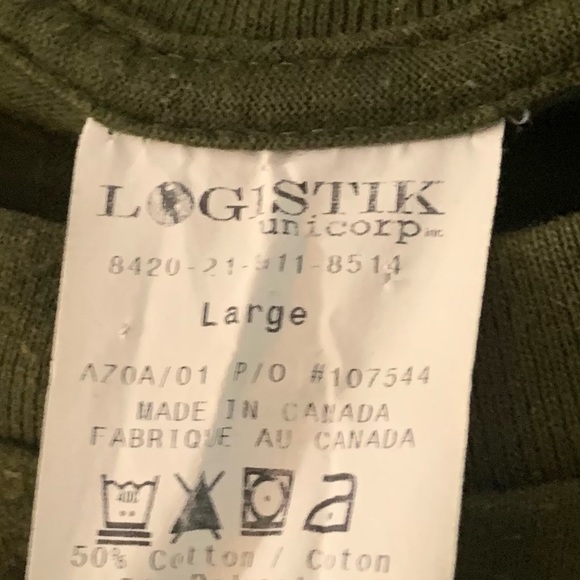 LOGISTIK
unicorp inc.
8420-21-911-8514
Large
A70A/01 P/O #107544
MADE IN CANADA
FABRIQUE AU CANADA
50% Cotton / Coton